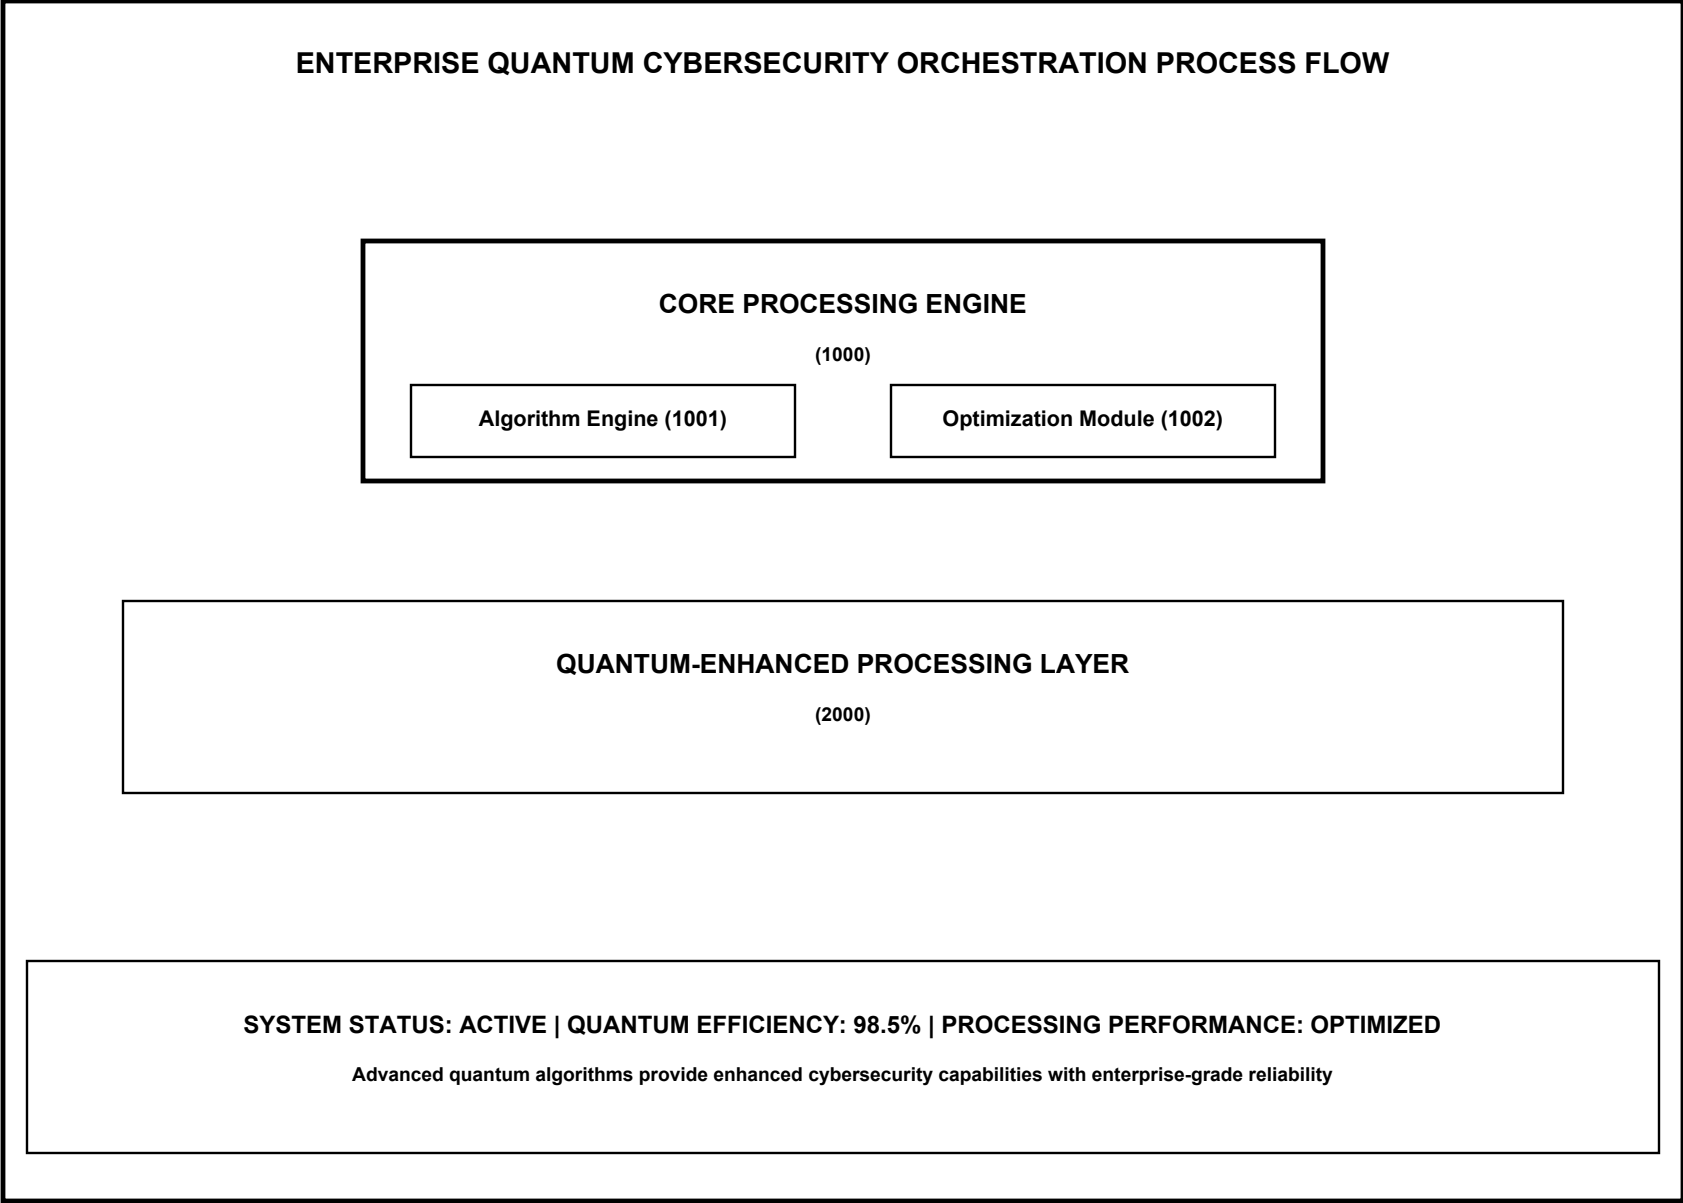 ENTERPRISE QUANTUM CYBERSECURITY ORCHESTRATION PROCESS FLOW
CORE PROCESSING ENGINE
(1000)
Algorithm Engine (1001)
Optimization Module (1002)
QUANTUM-ENHANCED PROCESSING LAYER
(2000)
SYSTEM STATUS: ACTIVE | QUANTUM EFFICIENCY: 98.5% | PROCESSING PERFORMANCE: OPTIMIZED
Advanced quantum algorithms provide enhanced cybersecurity capabilities with enterprise-grade reliability